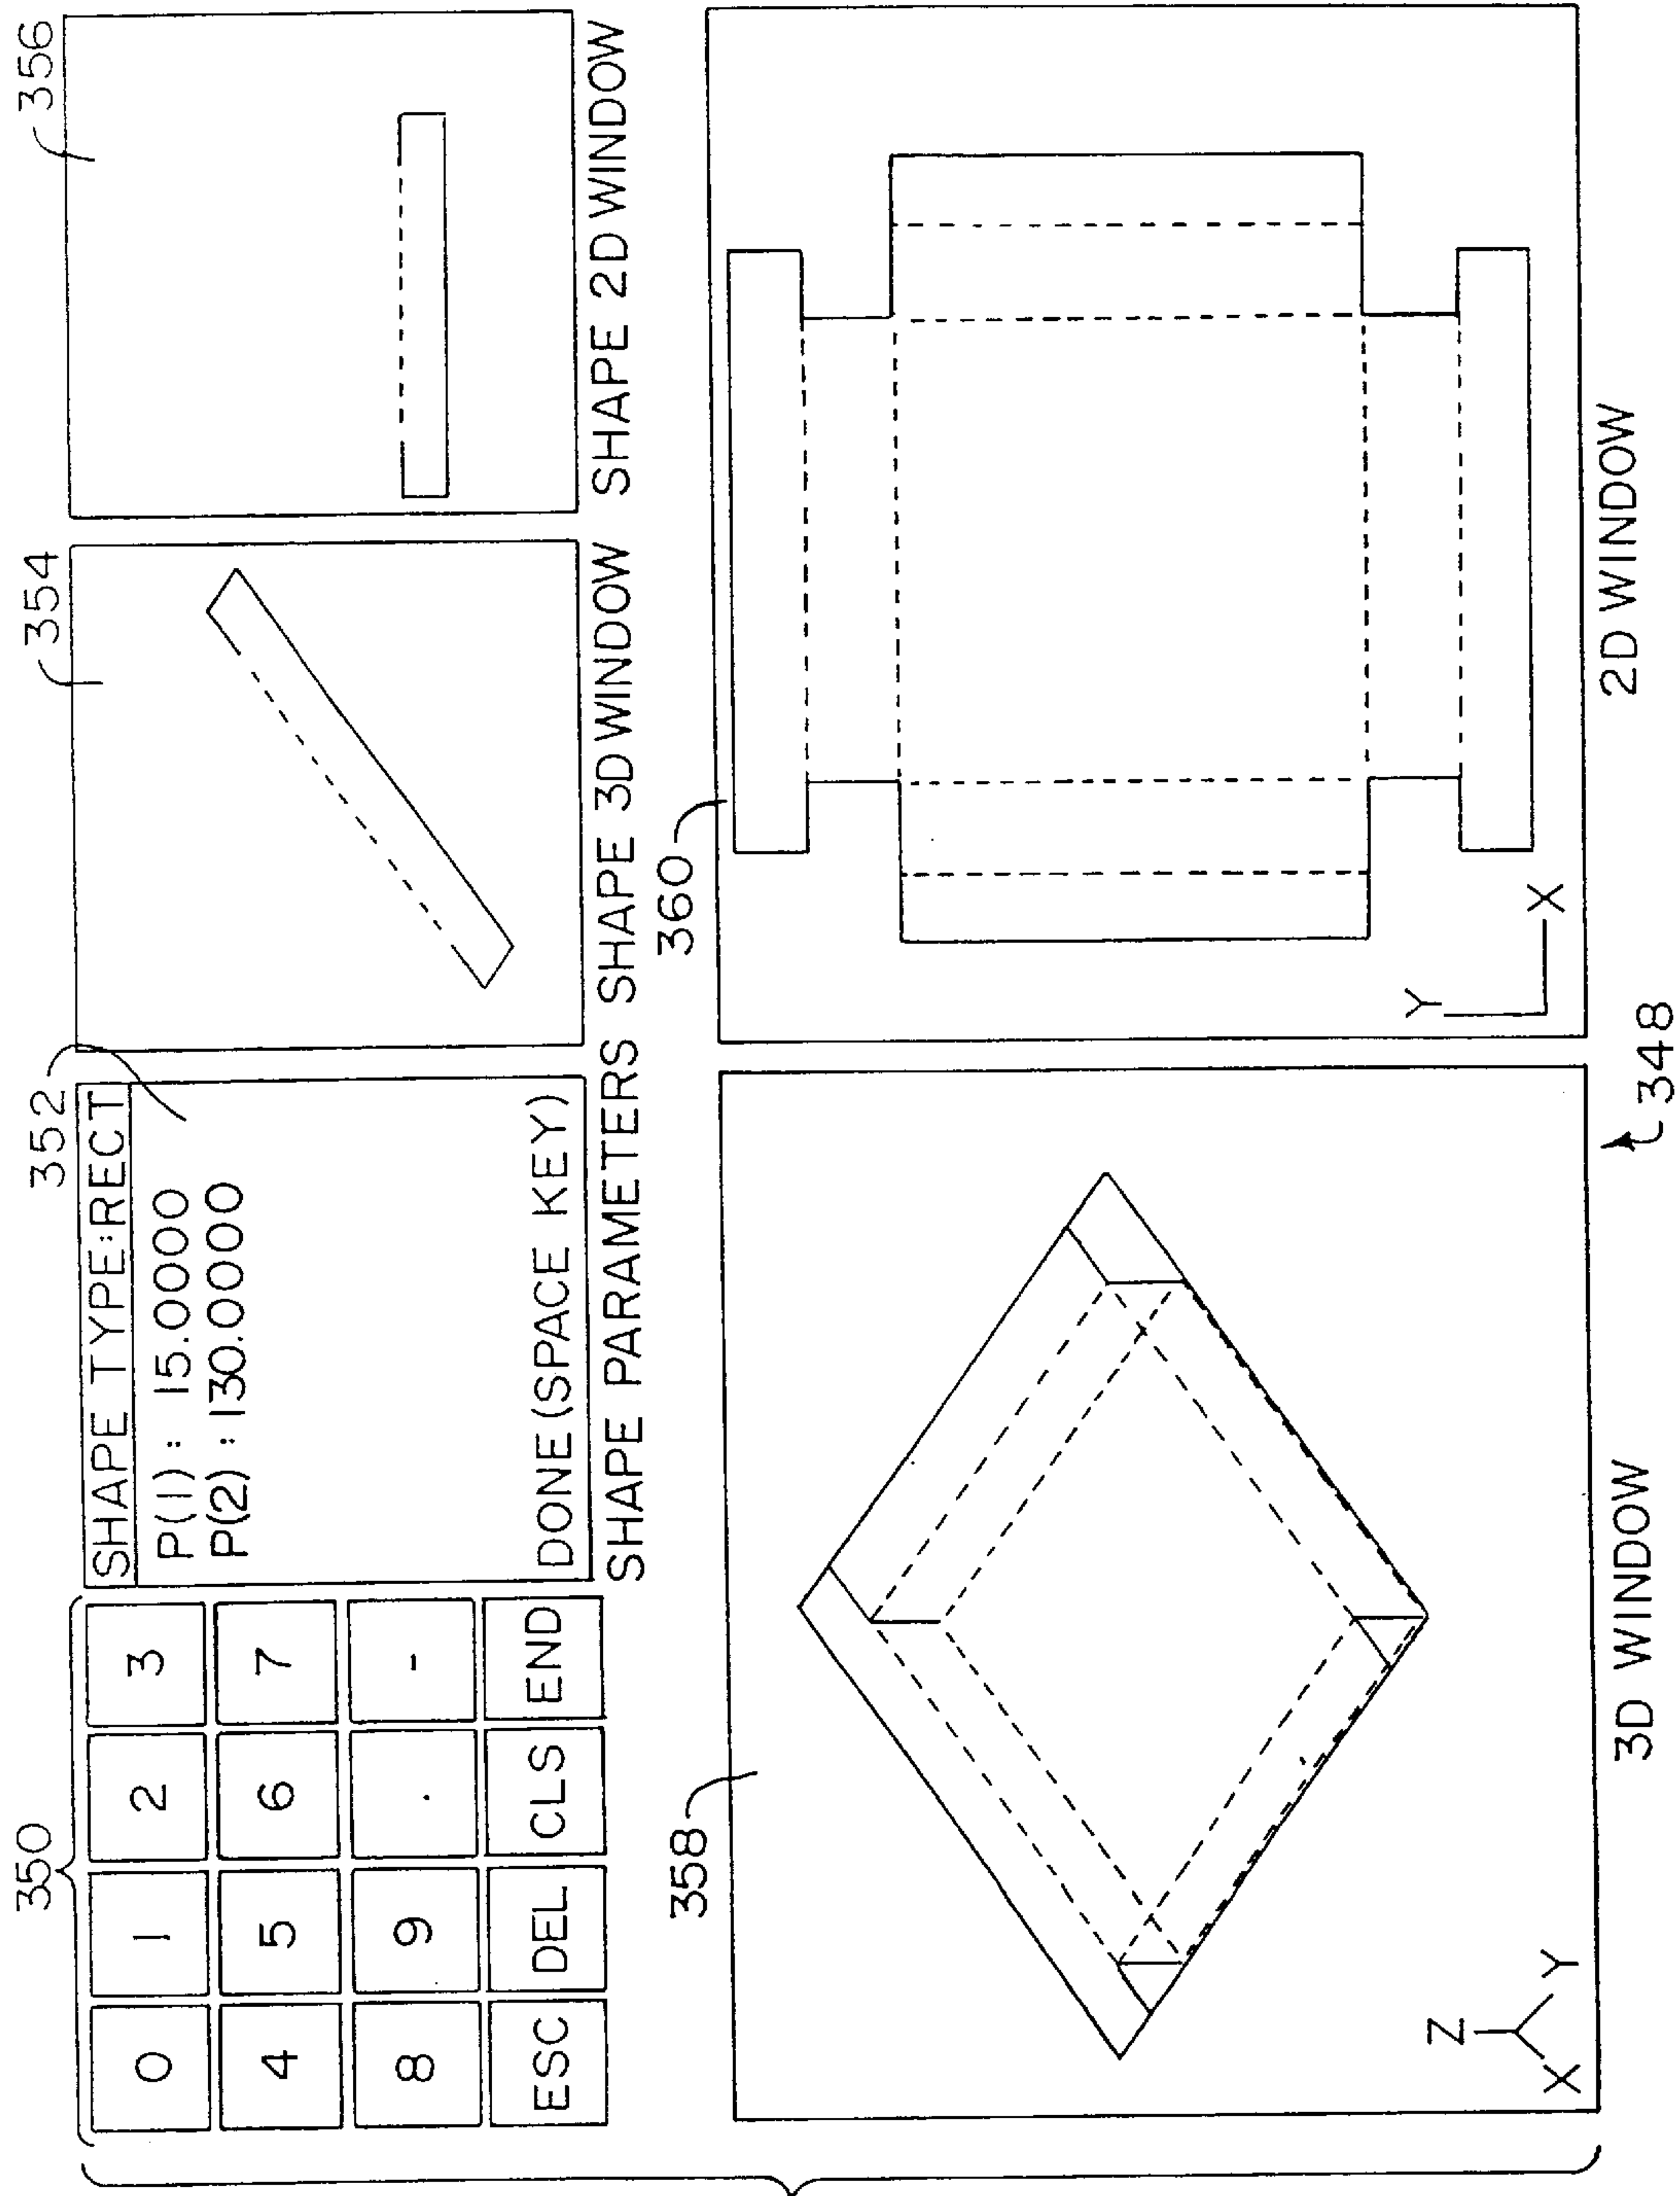 350
0 1 2 3
4 5 6 7
8 9 . -
ESC DEL CLS END
352
SHAPE TYPE:RECT
P(1): 15.0000
P(2): 130.0000
DONE (SPACE KEY)
SHAPE PARAMETERS
354
SHAPE 3D WINDOW
356
SHAPE 2D WINDOW
358
Z
X Y
3D WINDOW
360
Y
X
2D WINDOW
348